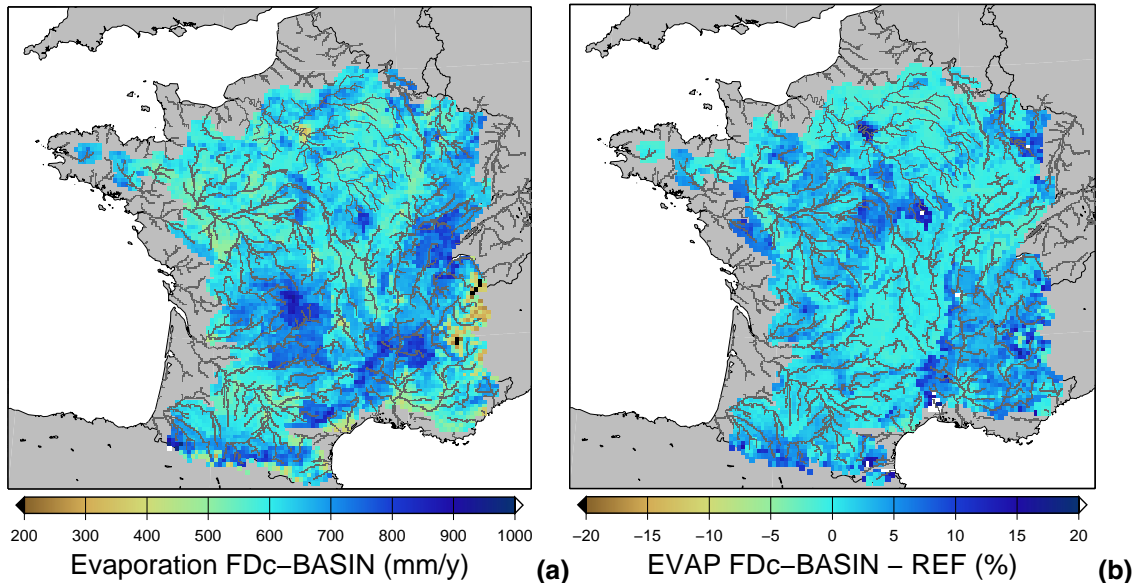 200 300 400 500 600 700 800 900 1000
Evaporation FDc–BASIN (mm/y)
(a)
−20 −15 −10 −5 0 5 10 15 20
EVAP FDc–BASIN – REF (%)
(b)